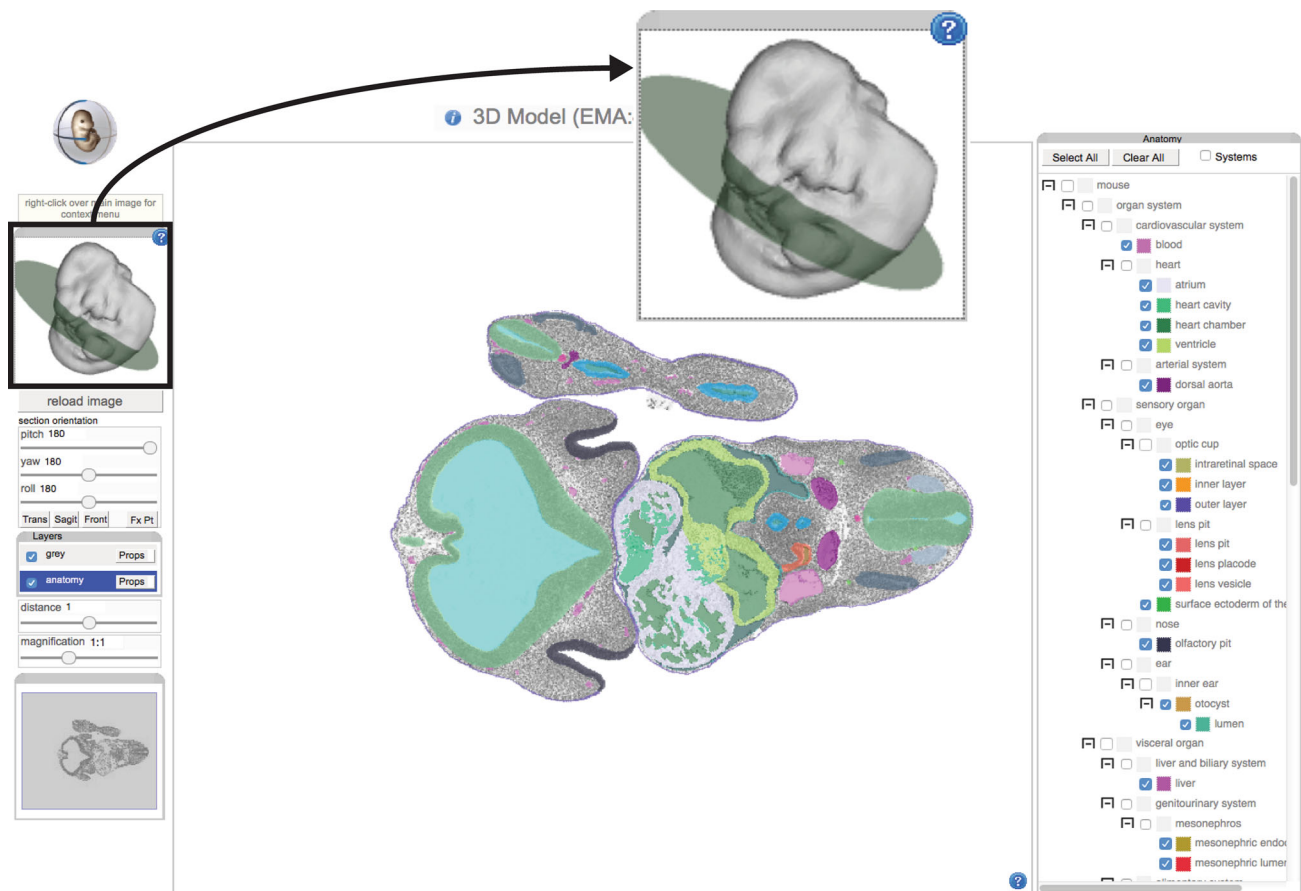 ?
3D Model (EMA:
right-click over main image for
context menu
?
reload image
section orientation
pitch 180
yaw 180
roll 180
Trans Sagit Front Fx Pt
Layers
grey Props
anatomy Props
distance 1
magnification 1:1
?
Anatomy
Select All Clear All Systems
mouse
organ system
cardiovascular system
blood
heart
atrium
heart cavity
heart chamber
ventricle
arterial system
dorsal aorta
sensory organ
eye
optic cup
intraretinal space
inner layer
outer layer
lens pit
lens pit
lens placode
lens vesicle
surface ectoderm of the
nose
olfactory pit
ear
inner ear
otocyst
lumen
visceral organ
liver and biliary system
liver
genitourinary system
mesonephros
mesonephric endo
mesonephric lumen